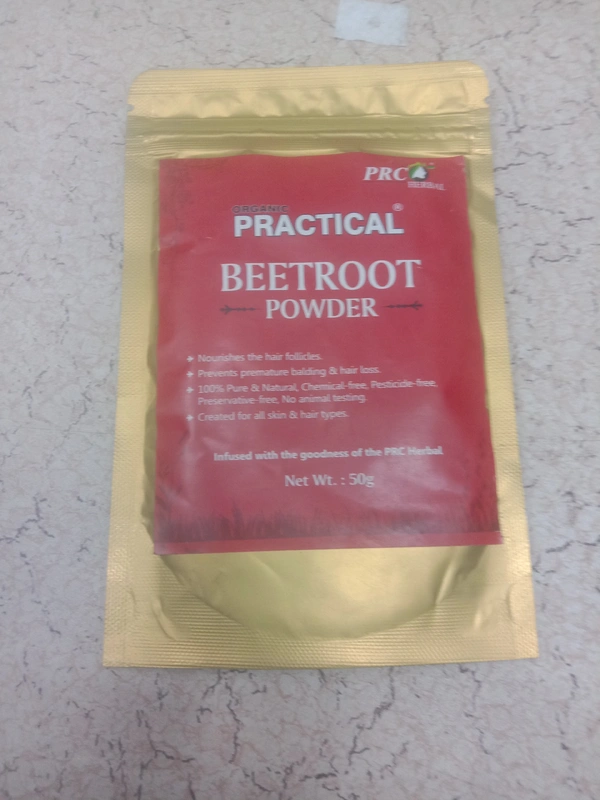 PRC
HERBAL
ORGANIC
PRACTICAL®
BEETROOT
POWDER
Nourishes the hair follicles.
Prevents premature balding & hair loss.
100% Pure & Natural, Chemical-free, Pesticide-free,
Preservative-free, No animal testing.
Created for all skin & hair types.
Infused with the goodness of the PRC Herbal
Net Wt. : 50g